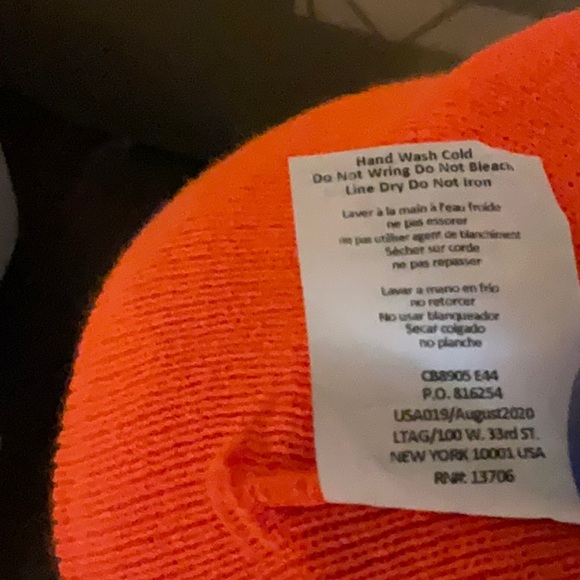 Hand Wash Cold
Do Not Wring Do Not Bleach
Line Dry Do Not Iron
Laver à la main à l'eau froide
ne pas essorer
ne pas utiliser agent de blanchiment
Sècher sur corde
ne pas repasser
Lavar a mano en frio
no retorcer
No usar blanqueador
Secar colgado
no planche
CB8905 E44
P.O. 816254
USA019/August2020
LTAG/100 W. 33rd ST.
NEW YORK 10001 USA
RN#: 13706